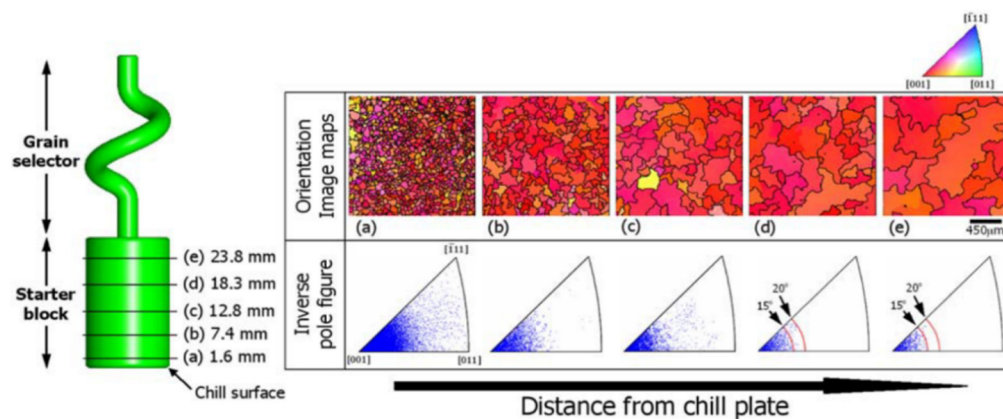 Grain
selector
Starter
block
(e) 23.8 mm
(d) 18.3 mm
(c) 12.8 mm
(b) 7.4 mm
(a) 1.6 mm
Chill surface
[1̄11]
[001]
[011]
Orientation
Image maps
(a)
(b)
(c)
(d)
(e)
450μm
Inverse
pole figure
[1̄11]
[001]
[011]
20°
15°
20°
15°
Distance from chill plate